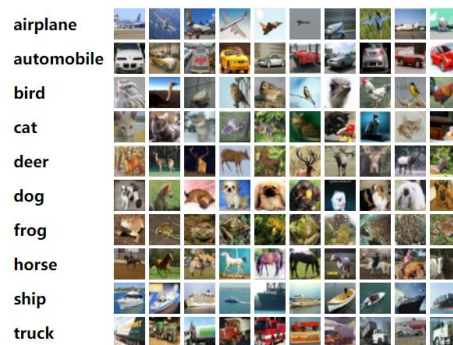 airplane
automobile
bird
cat
deer
dog
frog
horse
ship
truck